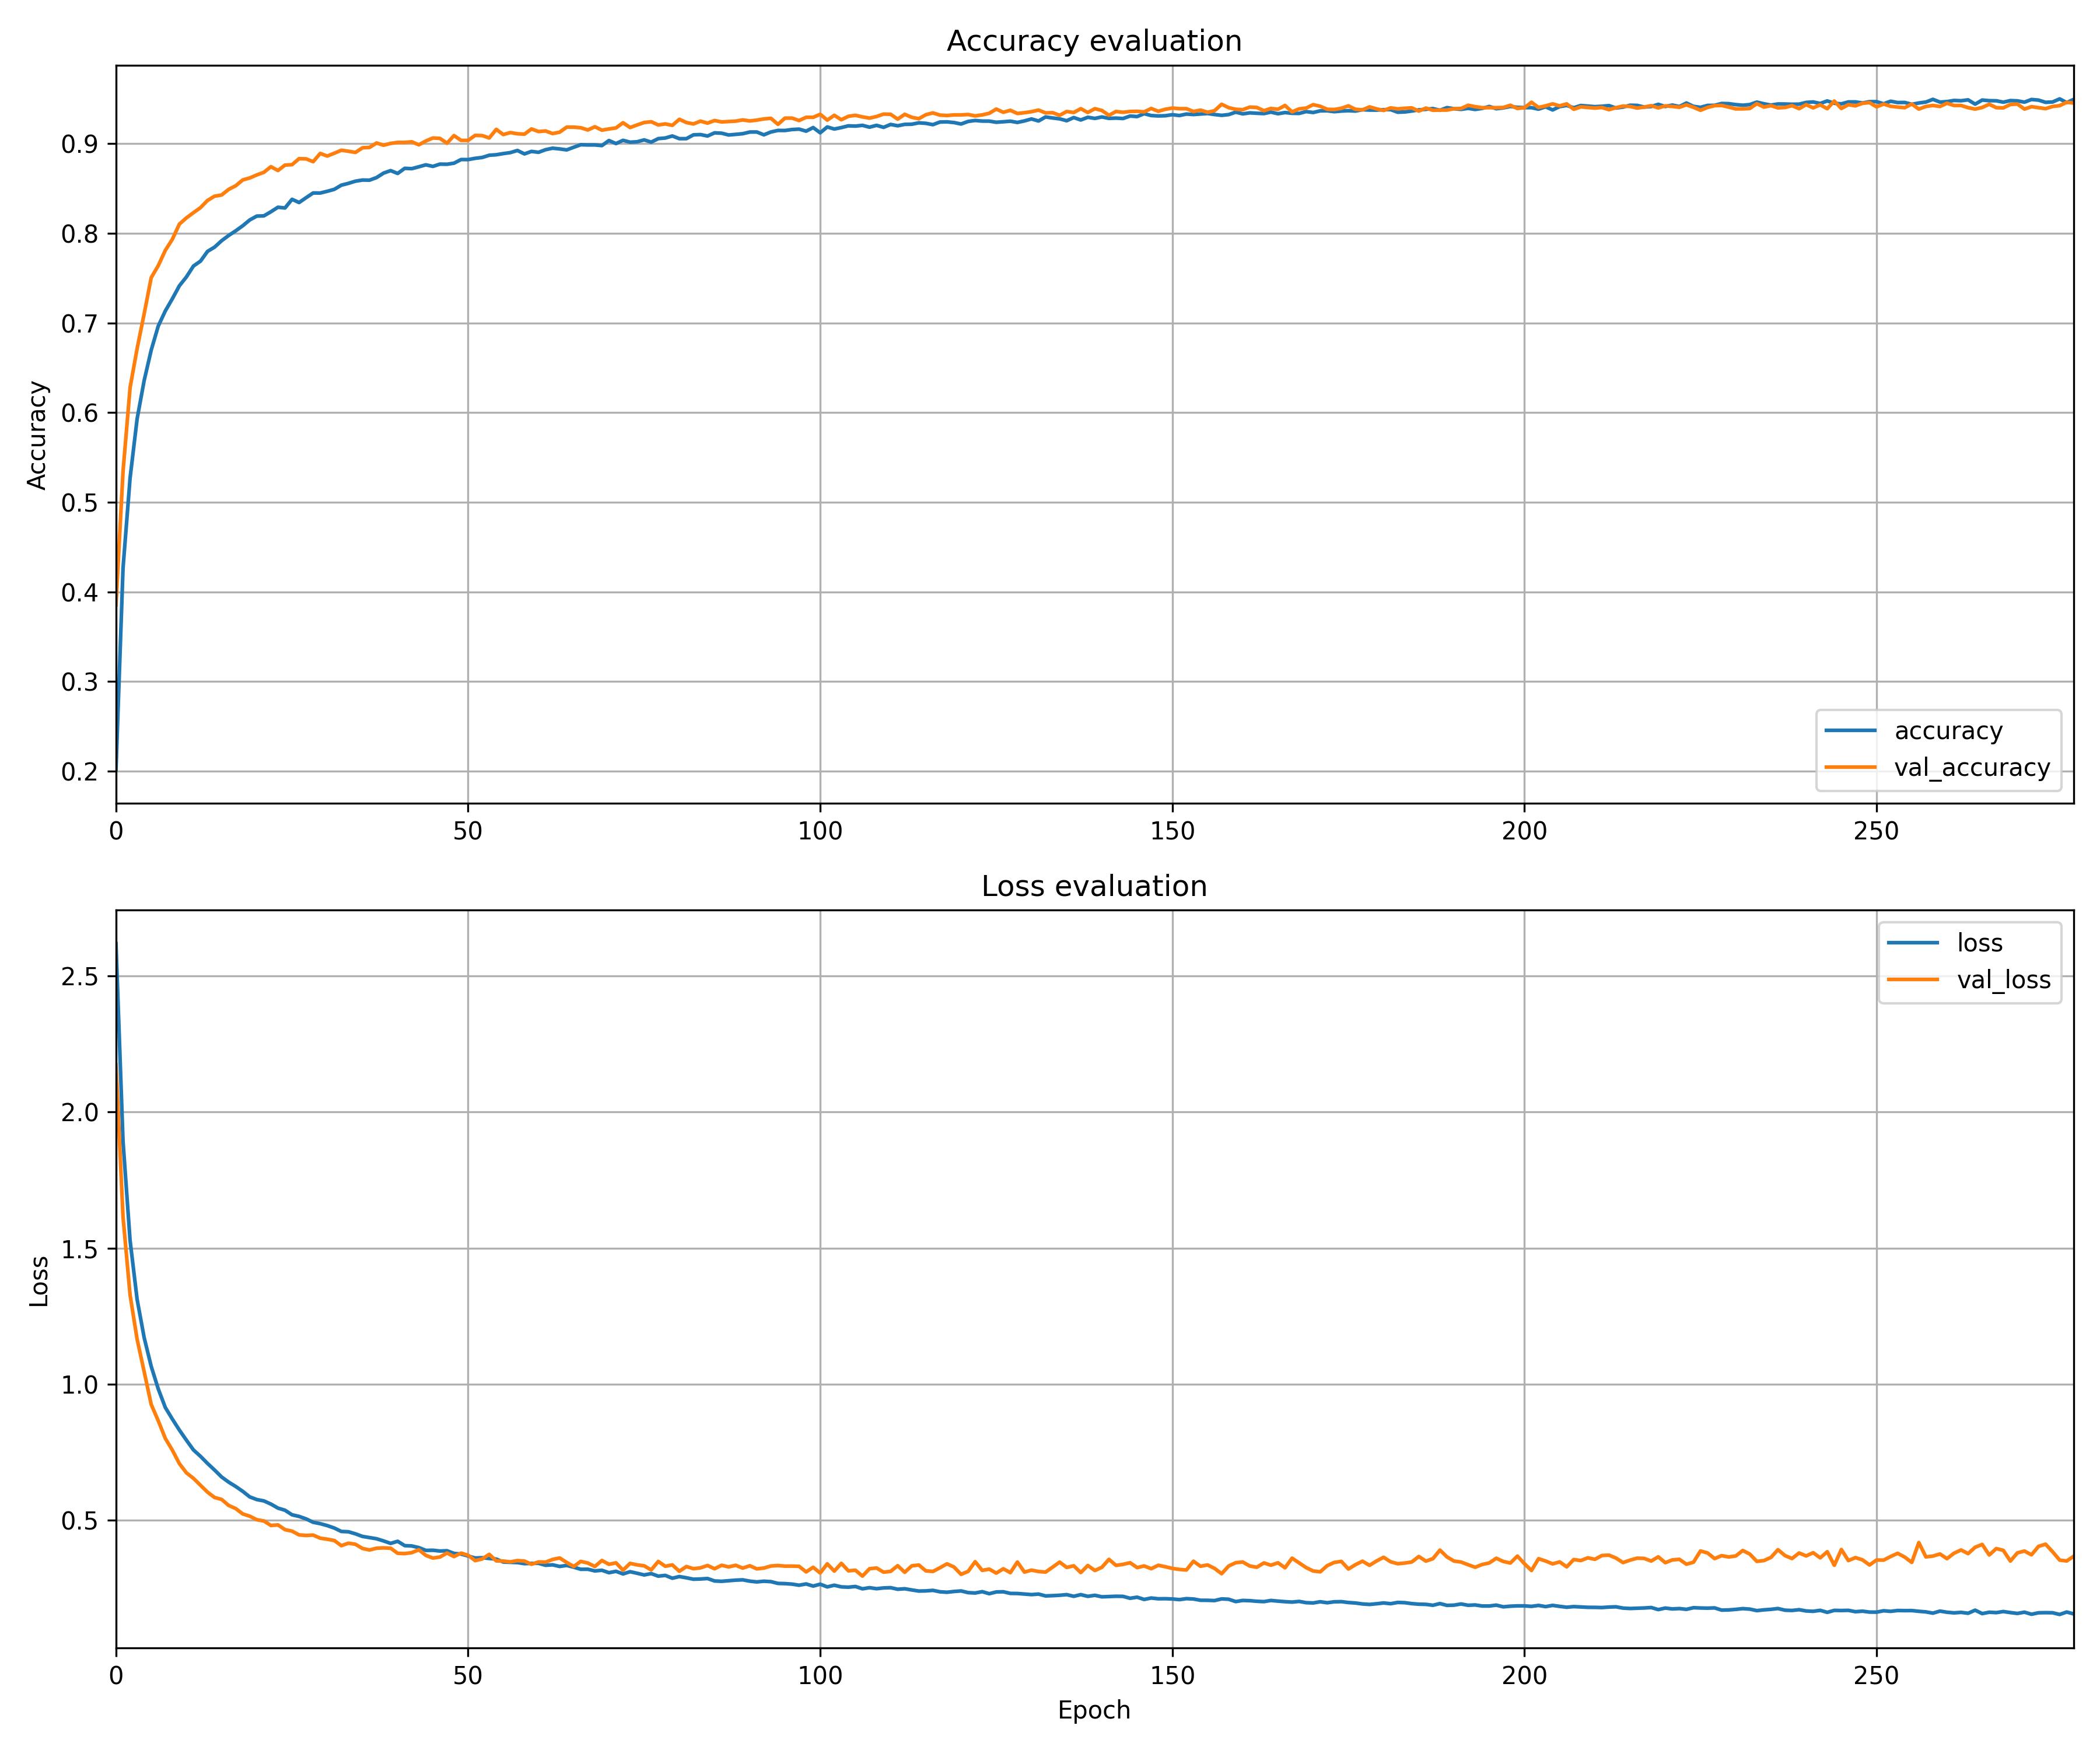 Accuracy evaluation
Accuracy
0.9
0.8
0.7
0.6
0.5
0.4
0.3
0.2
accuracy
val_accuracy
0 50 100 150 200 250
Loss evaluation
Loss
2.5
2.0
1.5
1.0
0.5
loss
val_loss
0 50 100 150 200 250
Epoch